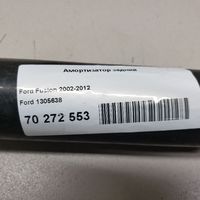 Амортизатор задний
Ford Fusion 2002-2012
Ford 1305638
70 272 553